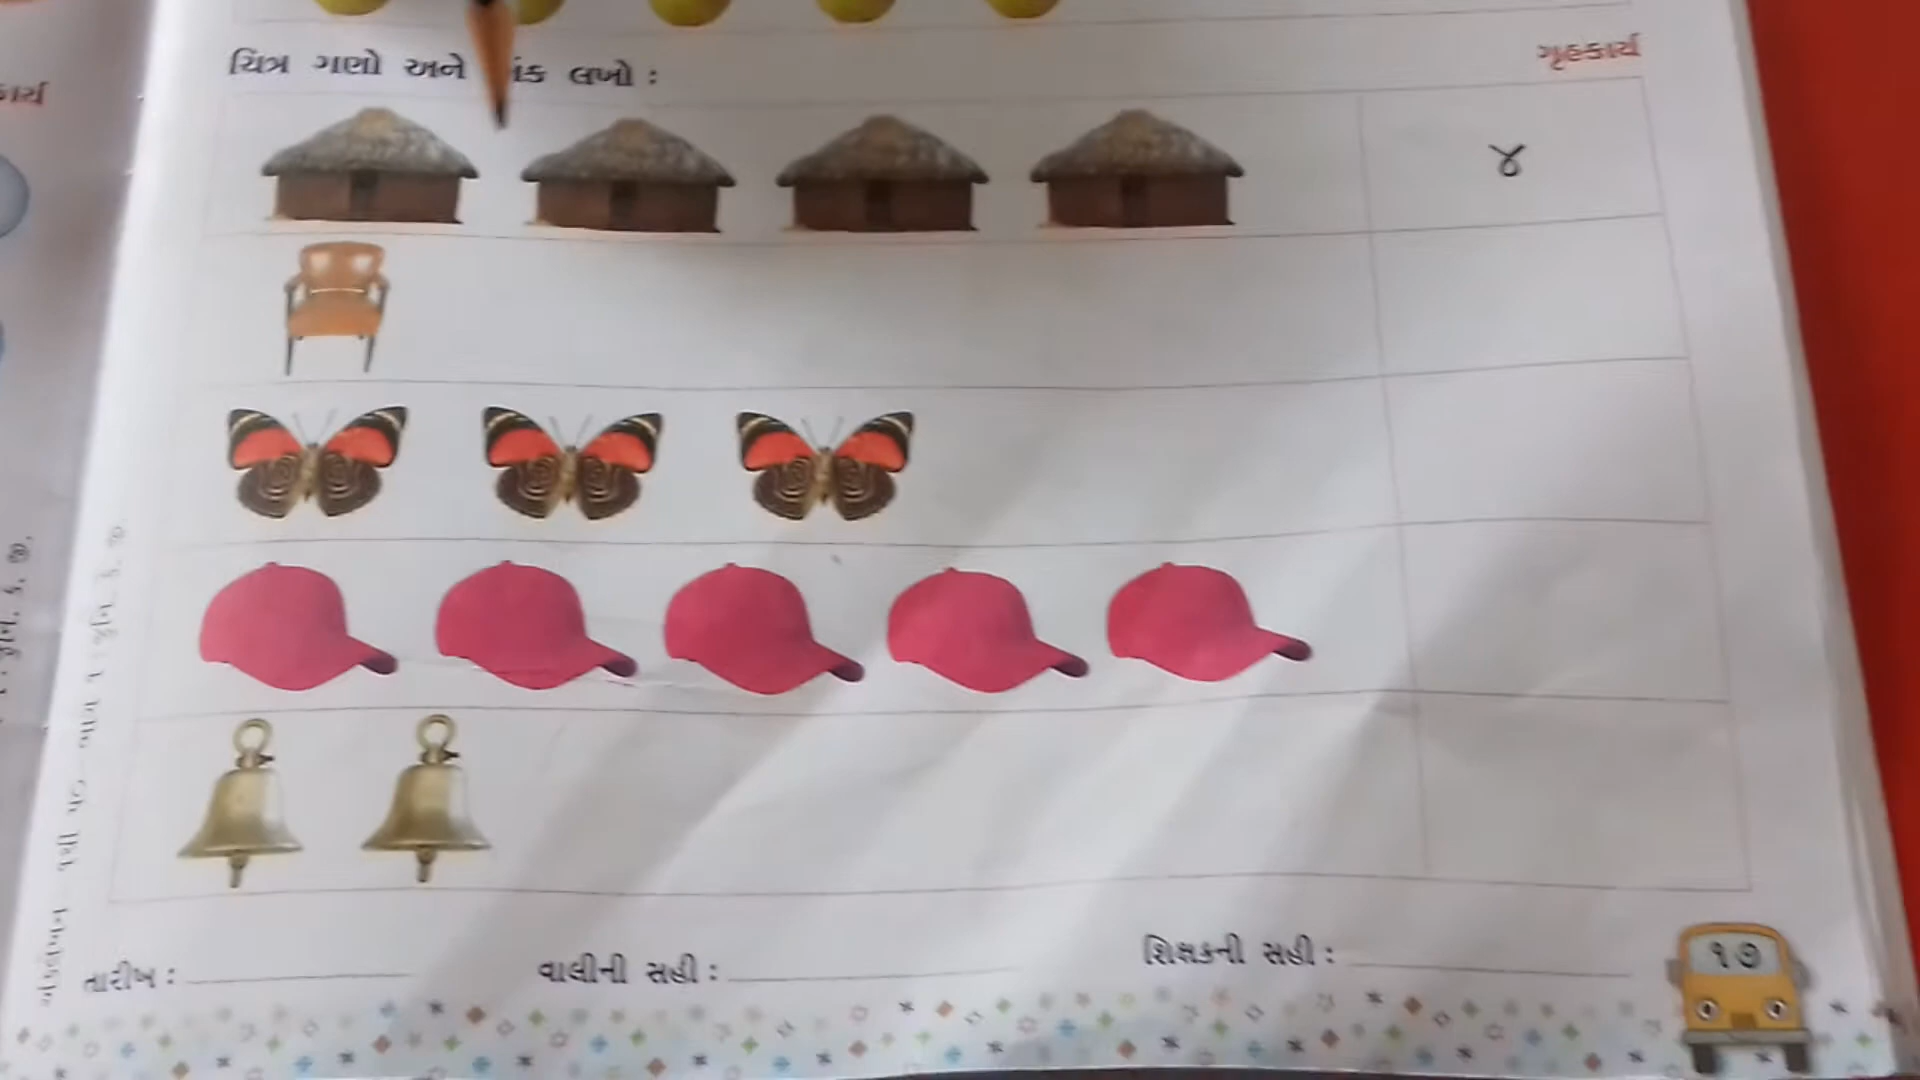 ચિત્ર ગણો અને અંક લખો :
ગૃહકાર્ય
૪
તારીખ :
વાલીની સહી :
શિક્ષકની સહી :
૧૭